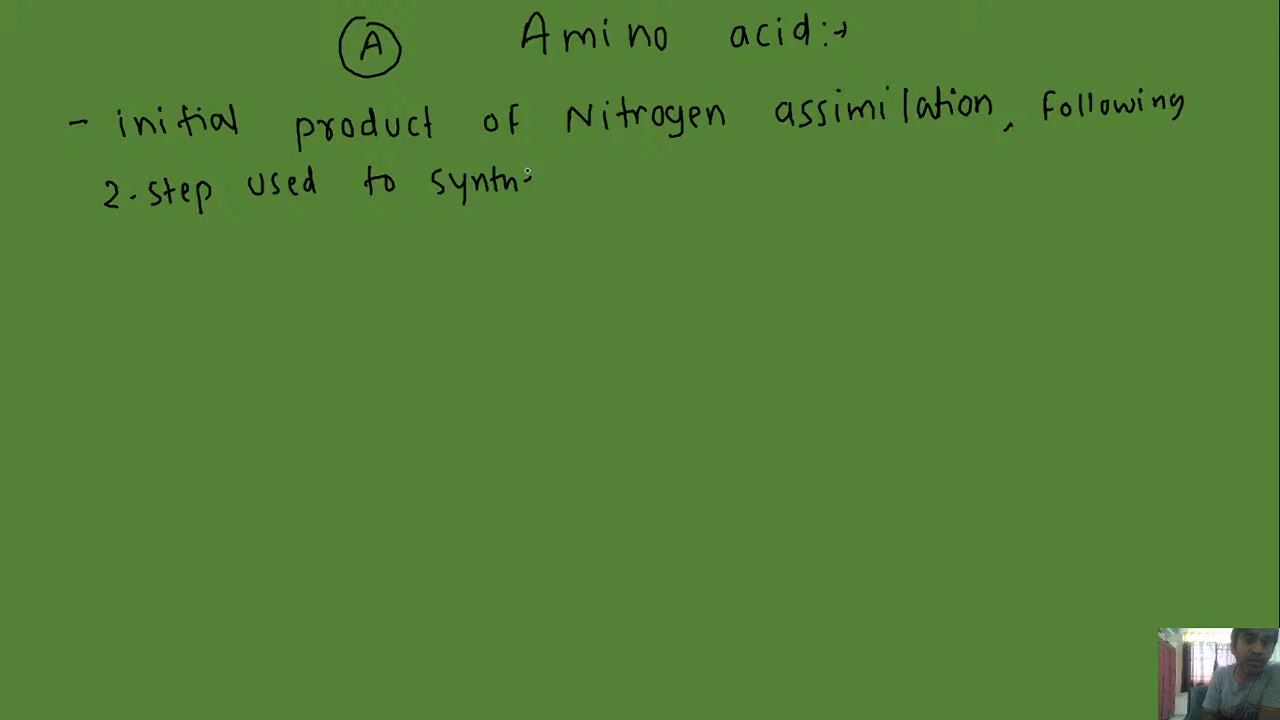 A Amino acid:→
- initial product of Nitrogen assimilation, Following
2-step used to synth